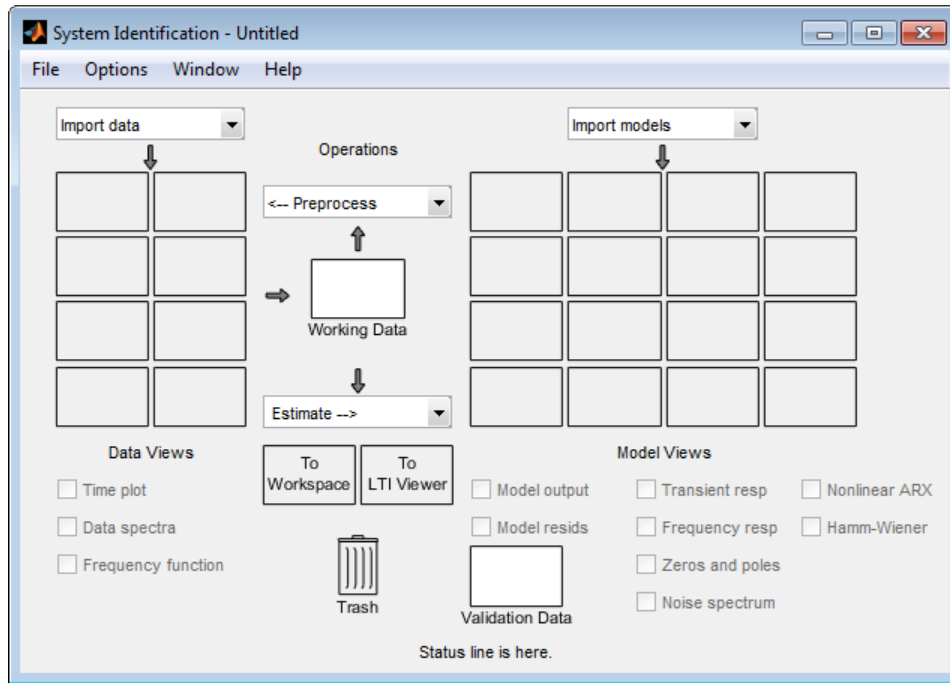 System Identification - Untitled
File Options Window Help
Import data
Import models
Operations
<-- Preprocess
Working Data
Estimate -->
Data Views
Model Views
To Workspace
To LTI Viewer
Time plot
Data spectra
Frequency function
Model output
Transient resp
Nonlinear ARX
Model resids
Frequency resp
Hamm-Wiener
Zeros and poles
Noise spectrum
Trash
Validation Data
Status line is here.